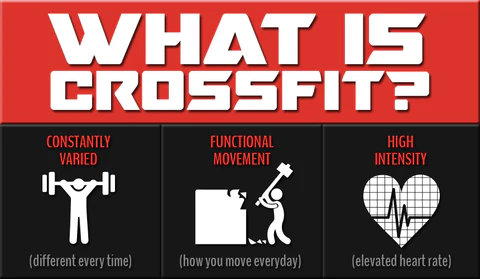 WHAT IS
CROSSFIT?
CONSTANTLY
VARIED
(different every time)
FUNCTIONAL
MOVEMENT
(how you move everyday)
HIGH
INTENSITY
(elevated heart rate)